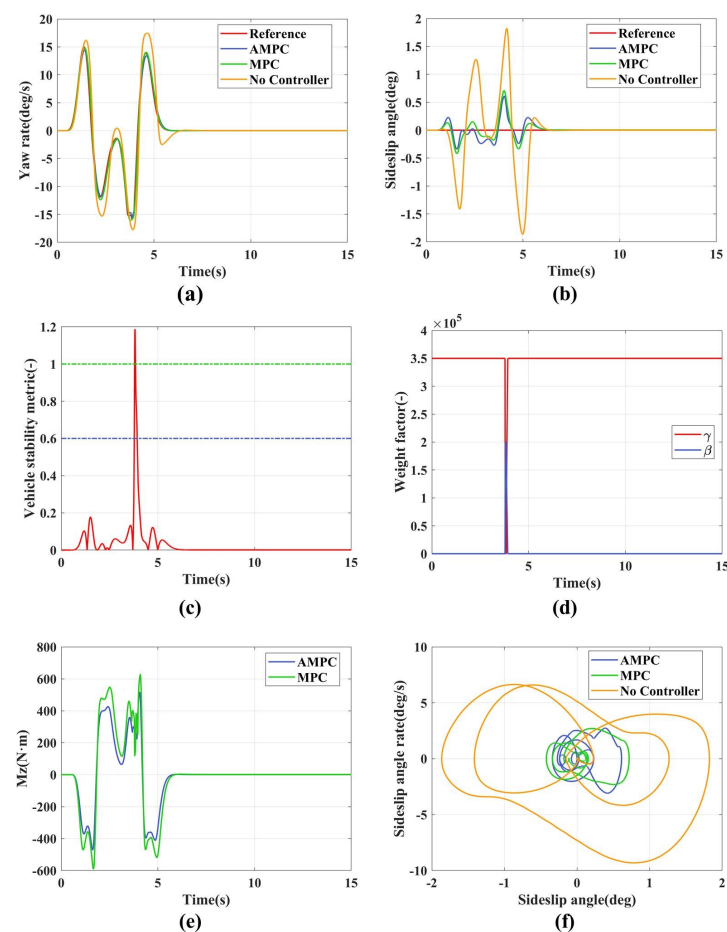 Yaw rate(deg/s)
20
15
10
5
0
-5
-10
-15
-20
0
5
10
15
Time(s)
Reference
AMPC
MPC
No Controller
(a)
Sideslip angle(deg)
2
1.5
1
0.5
0
-0.5
-1
-1.5
-2
0
5
10
15
Time(s)
Reference
AMPC
MPC
No Controller
(b)
Vehicle stability metric(-)
1.2
1
0.8
0.6
0.4
0.2
0
0
5
10
15
Time(s)
(c)
×10⁵
Weight factor(-)
4
3.5
3
2.5
2
1.5
1
0.5
0
0
5
10
15
Time(s)
γ
β
(d)
Mz(N·m)
800
600
400
200
0
-200
-400
-600
0
5
10
15
Time(s)
AMPC
MPC
(e)
Sideslip angle rate(deg/s)
10
5
0
-5
-10
-2
-1
0
1
2
Sideslip angle(deg)
AMPC
MPC
No Controller
(f)